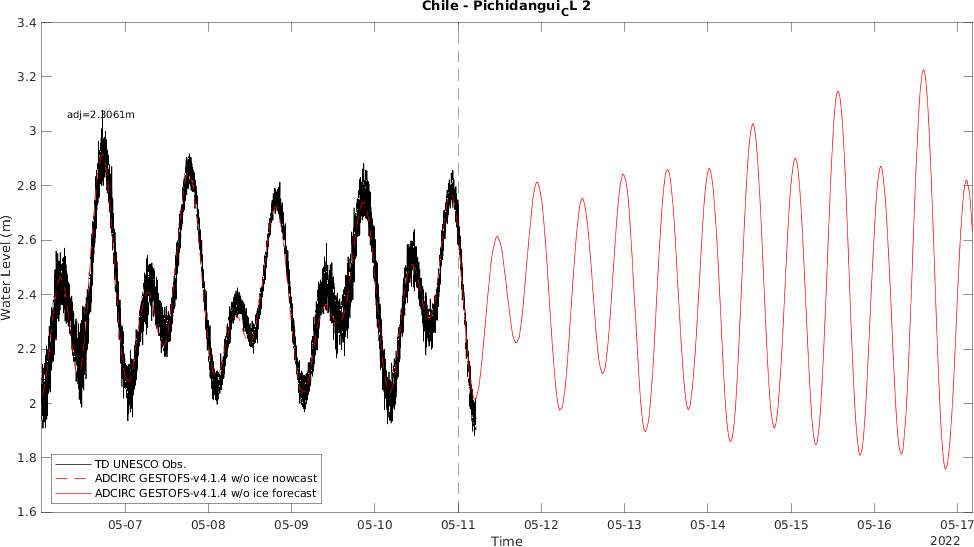 Chile - PichidanguiCL 2
3.4
3.2
3
2.8
2.6
2.4
2.2
2
1.8
1.6
Water Level (m)
adj=2.3061m
TD UNESCO Obs.
ADCIRC GESTOFS-v4.1.4 w/o ice nowcast
ADCIRC GESTOFS-v4.1.4 w/o ice forecast
05-07 05-08 05-09 05-10 05-11 05-12 05-13 05-14 05-15 05-16 05-17
Time
2022